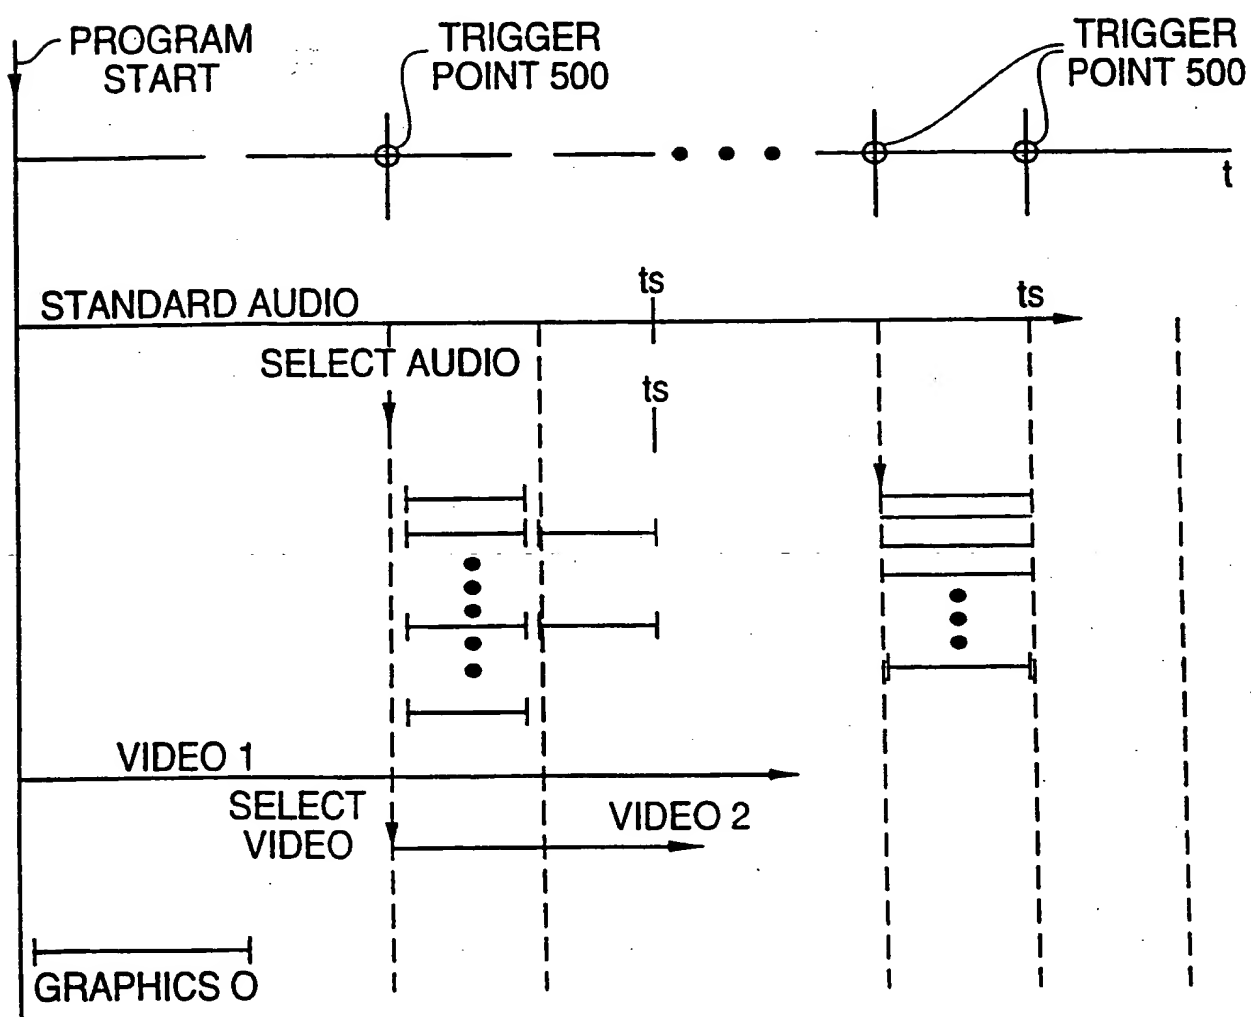 PROGRAM
START
TRIGGER
POINT 500
TRIGGER
POINT 500
t
STANDARD AUDIO
ts
ts
SELECT AUDIO
ts
VIDEO 1
SELECT
VIDEO
VIDEO 2
GRAPHICS O